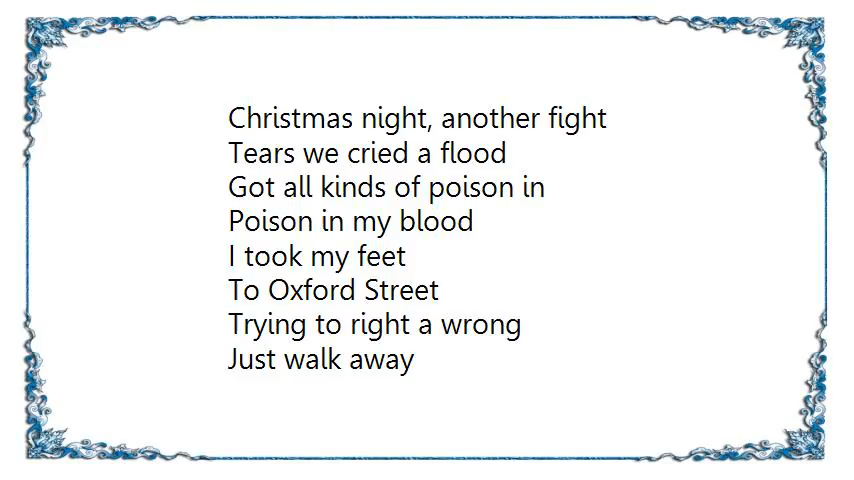 Christmas night, another fight
Tears we cried a flood
Got all kinds of poison in
Poison in my blood
I took my feet
To Oxford Street
Trying to right a wrong
Just walk away